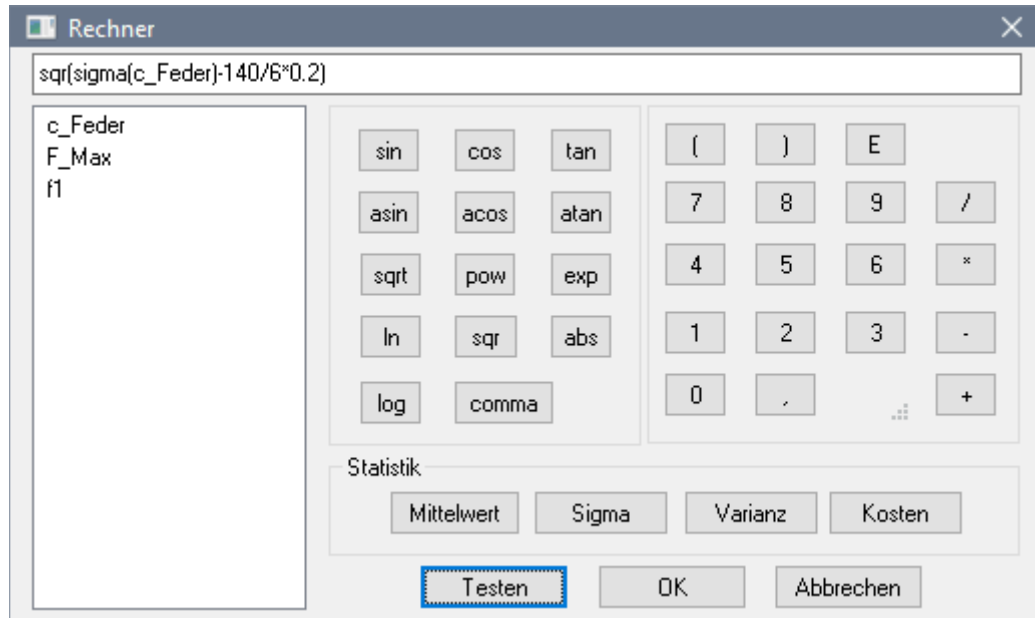 Rechner
sqr(sigma(c_Feder)-140/6*0.2)
c_Feder
F_Max
f1
sin cos tan
asin acos atan
sqrt pow exp
ln sqr abs
log comma
( ) E
7 8 9 /
4 5 6 *
1 2 3 -
0 , +
Statistik
Mittelwert Sigma Varianz Kosten
Testen OK Abbrechen